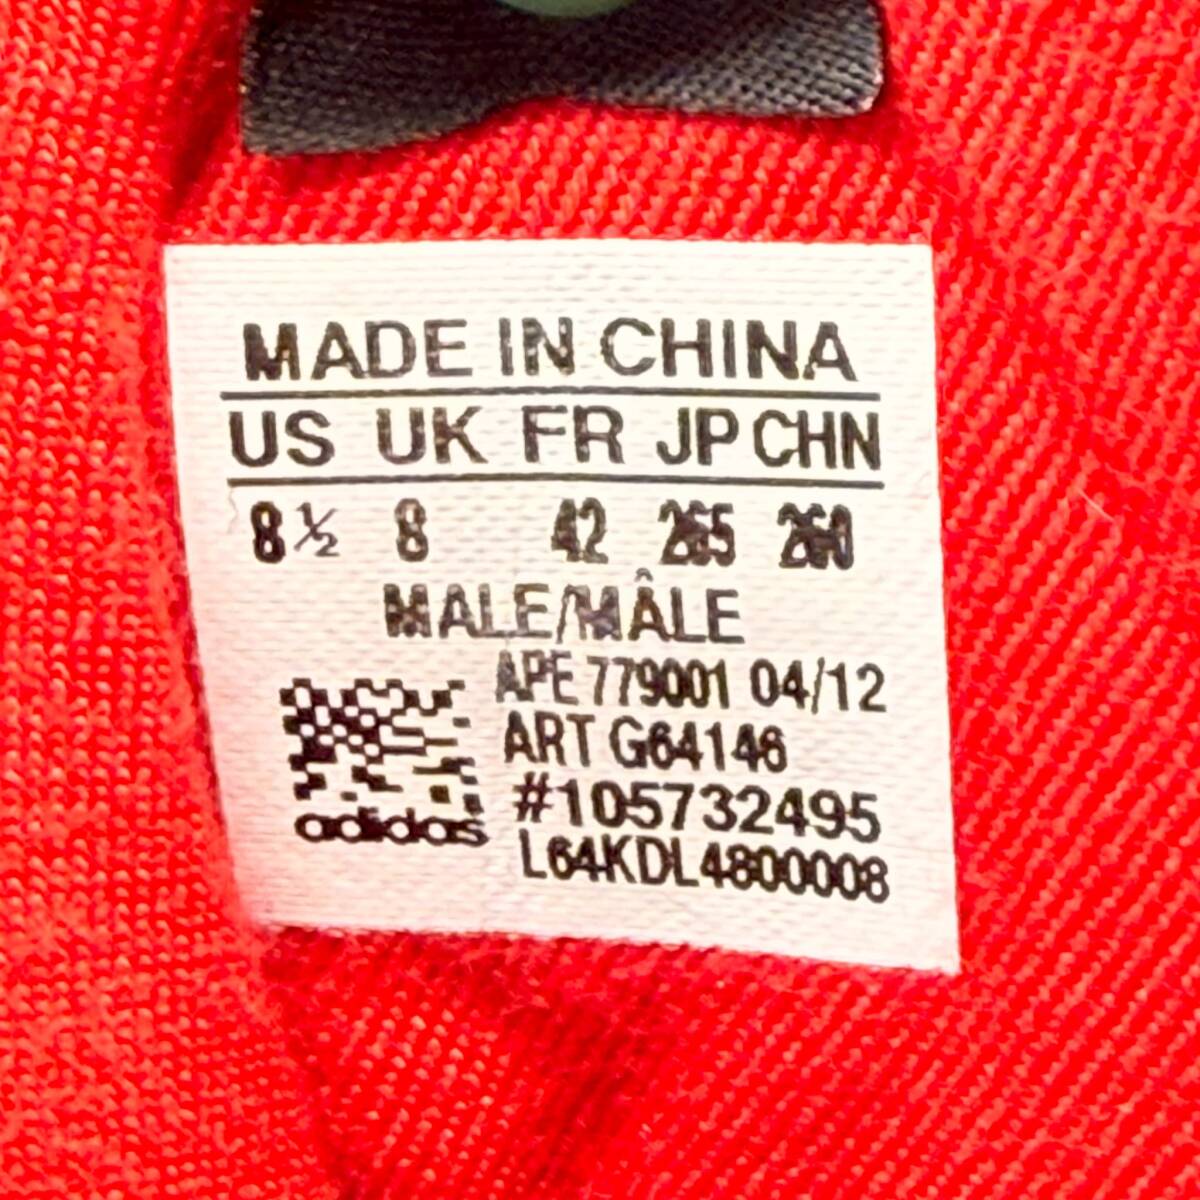 MADE IN CHINA
US UK FR JP CHN
8½ 8 42 265 260
MALE/MÂLE
APE 779001 04/12
ART G64146
#105732495
adidas
L64KDL4800008